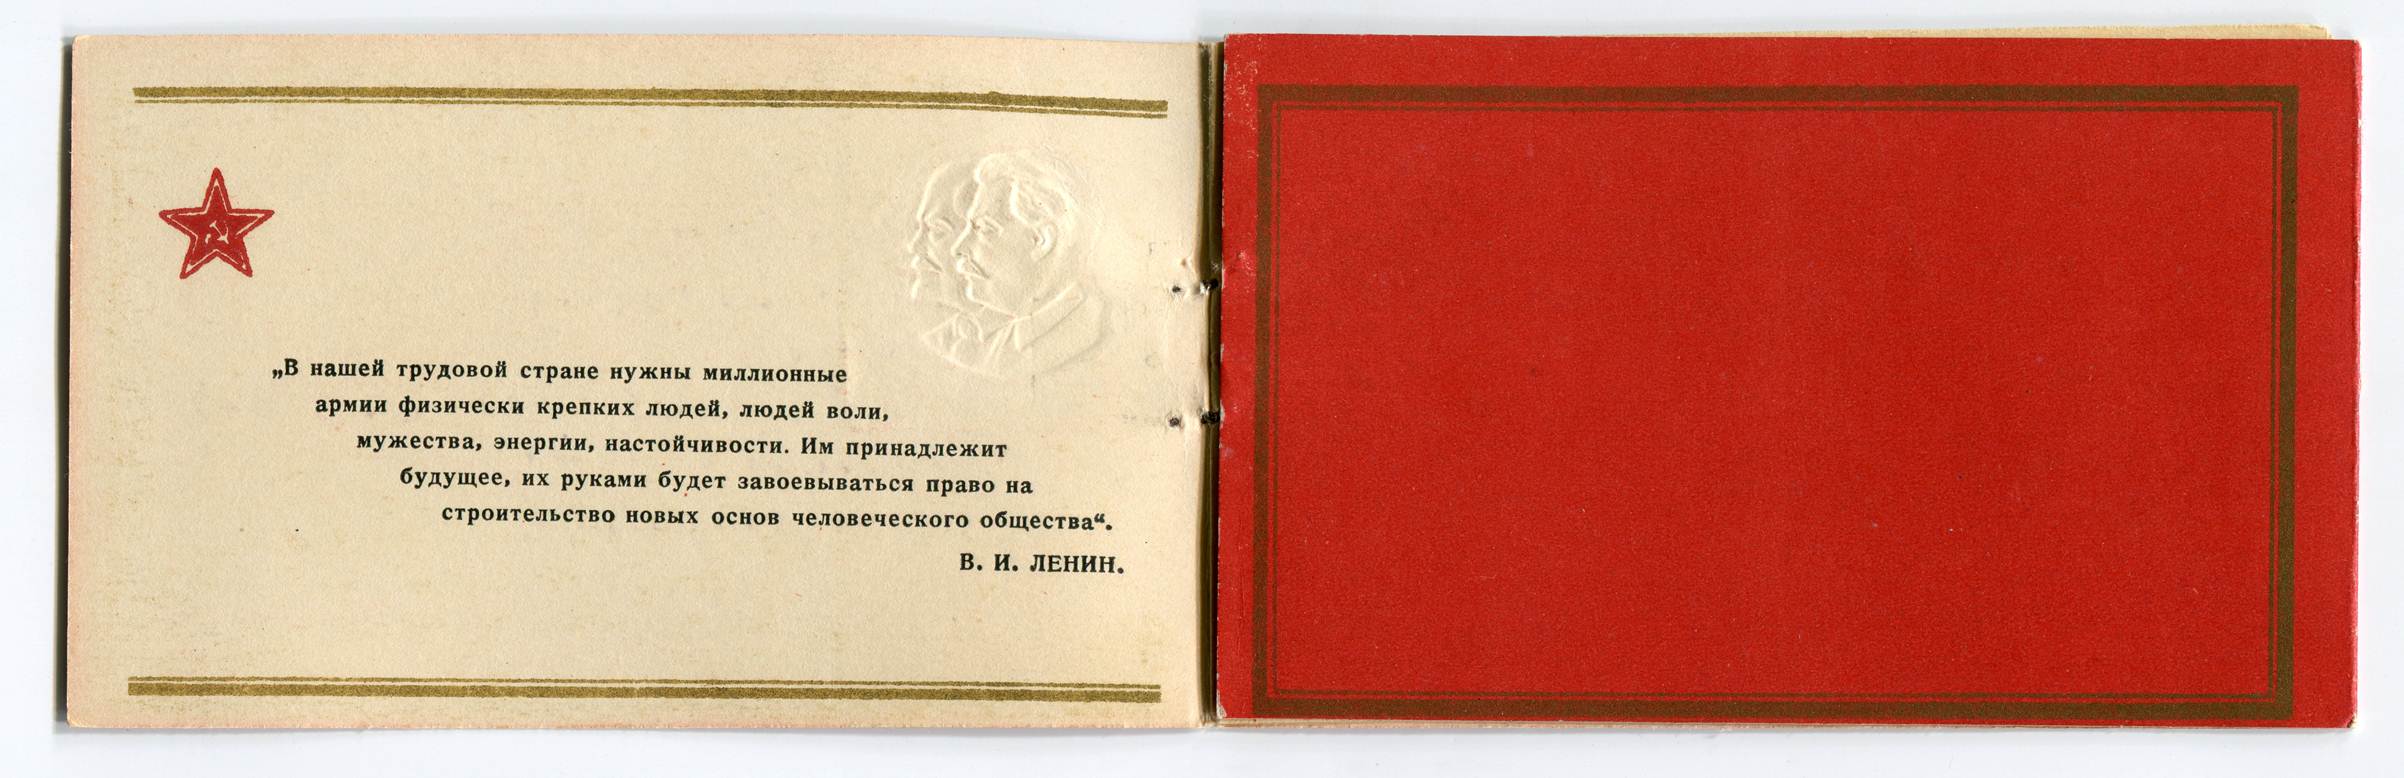 „В нашей трудовой стране нужны миллионные
армии физически крепких людей, людей воли,
мужества, энергии, настойчивости. Им принадлежит
будущее, их руками будет завоевываться право на
строительство новых основ человеческого общества“.
В. И. ЛЕНИН.